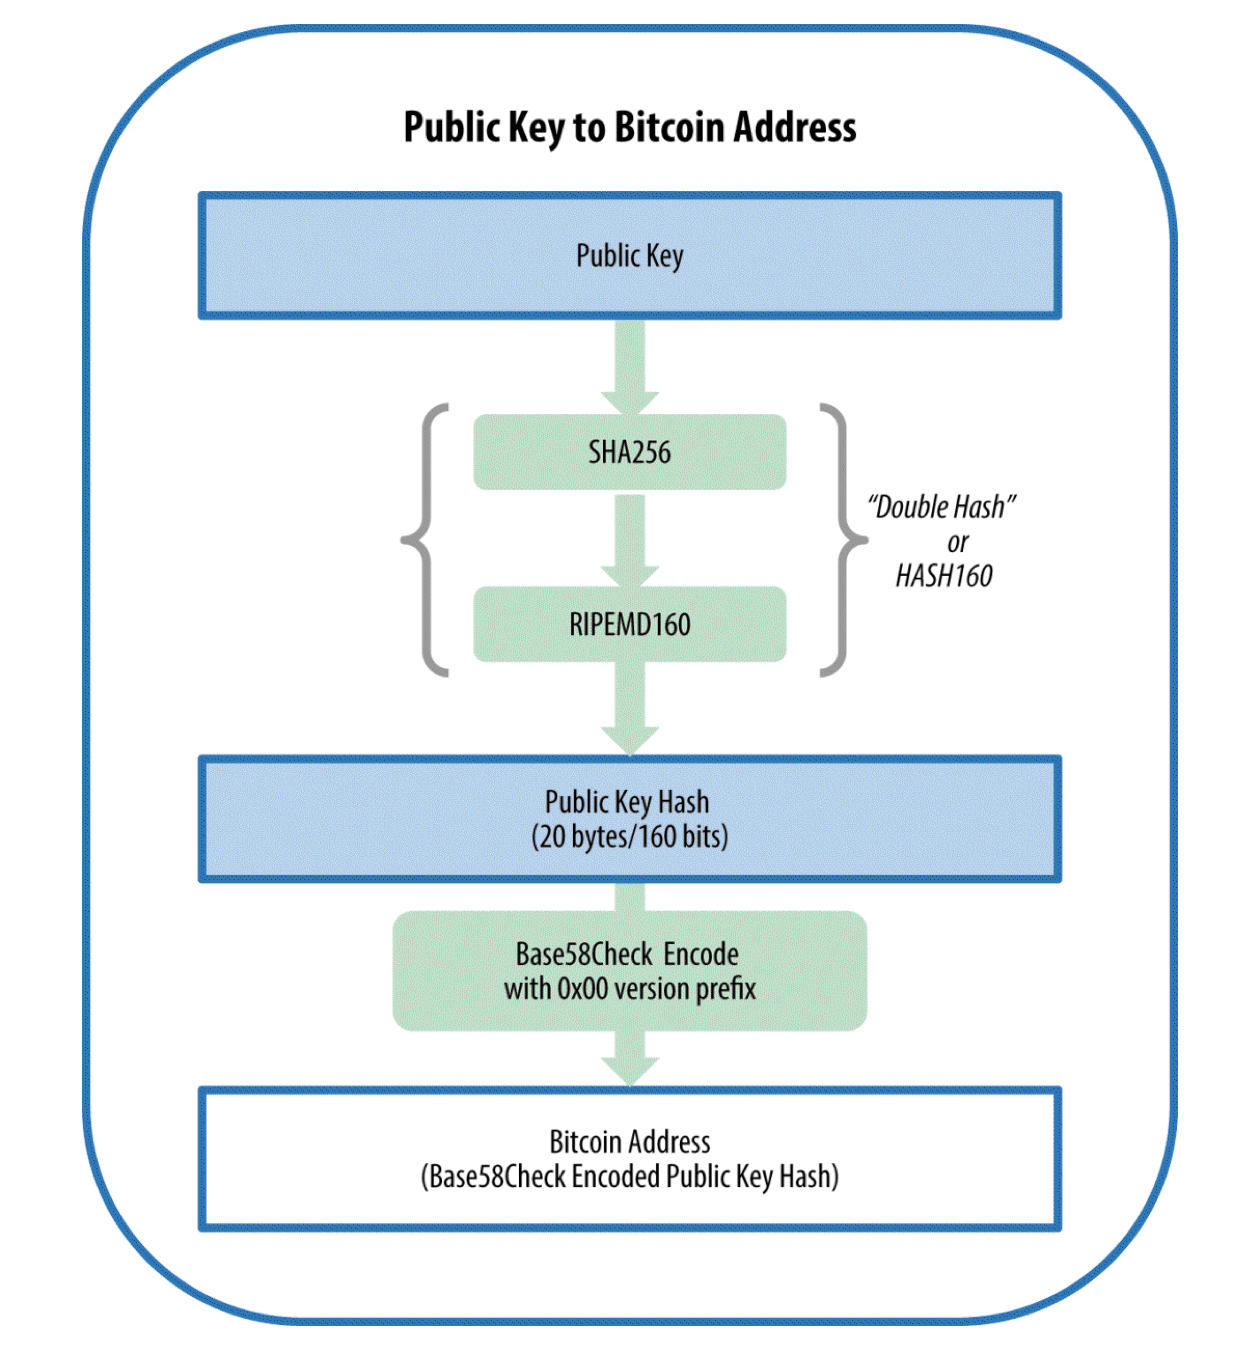 Public Key to Bitcoin Address
Public Key
SHA256
RIPEMD160
“Double Hash”
or
HASH160
Public Key Hash
(20 bytes/160 bits)
Base58Check Encode
with 0x00 version prefix
Bitcoin Address
(Base58Check Encoded Public Key Hash)